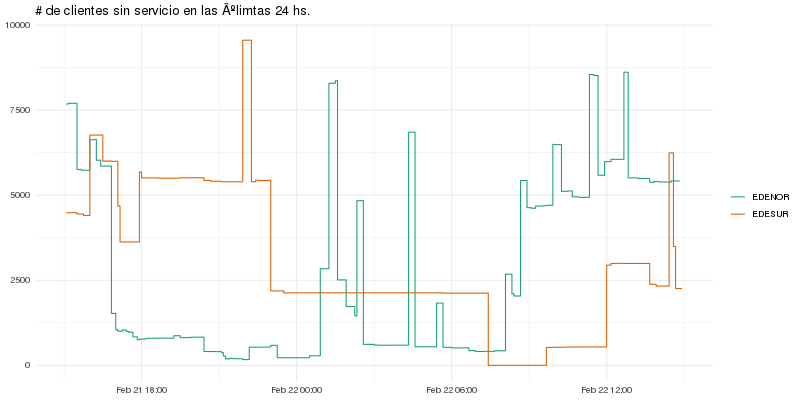 # de clientes sin servicio en las Ãºlimtas 24 hs.
10000
7500
5000
2500
0
Feb 21 18:00
Feb 22 00:00
Feb 22 06:00
Feb 22 12:00
EDENOR
EDESUR